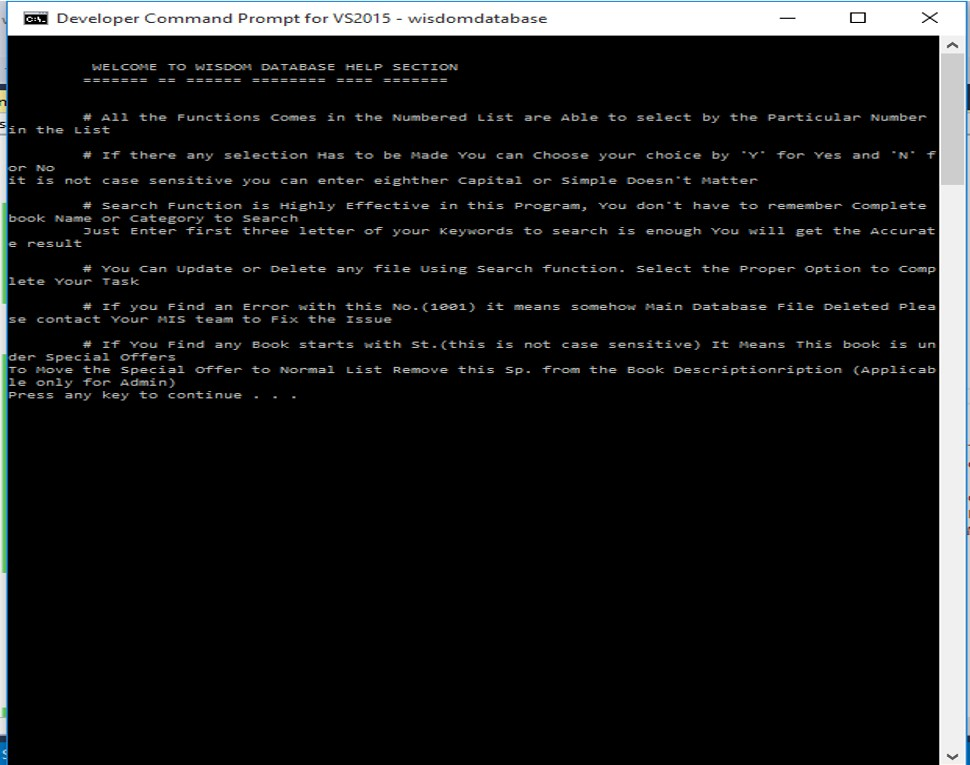 Developer Command Prompt for VS2015 - wisdomdatabase
WELCOME TO WISDOM DATABASE HELP SECTION
======= == ====== ======== ==== =======
# All the Functions Comes in the Numbered List are Able to select by the Particular Number
in the List
# If there any selection Has to be Made You can Choose your choice by 'Y' for Yes and 'N' f
or No
it is not case sensitive you can enter eighther Capital or Simple Doesn't Matter
# Search Function is Highly Effective in this Program, You don't have to remember Complete
book Name or Category to Search
Just Enter first three letter of your Keywords to search is enough You will get the Accurat
e result
# You Can Update or Delete any file Using Search function. Select the Proper Option to Comp
lete Your Task
# If you Find an Error with this No.(1001) it means somehow Main Database File Deleted Plea
se contact Your MIS team to Fix the Issue
# If You Find any Book starts with St.(this is not case sensitive) It Means This book is un
der Special Offers
To Move the Special Offer to Normal List Remove this Sp. from the Book Descriptionription (Applicab
le only for Admin)
Press any key to continue . . .